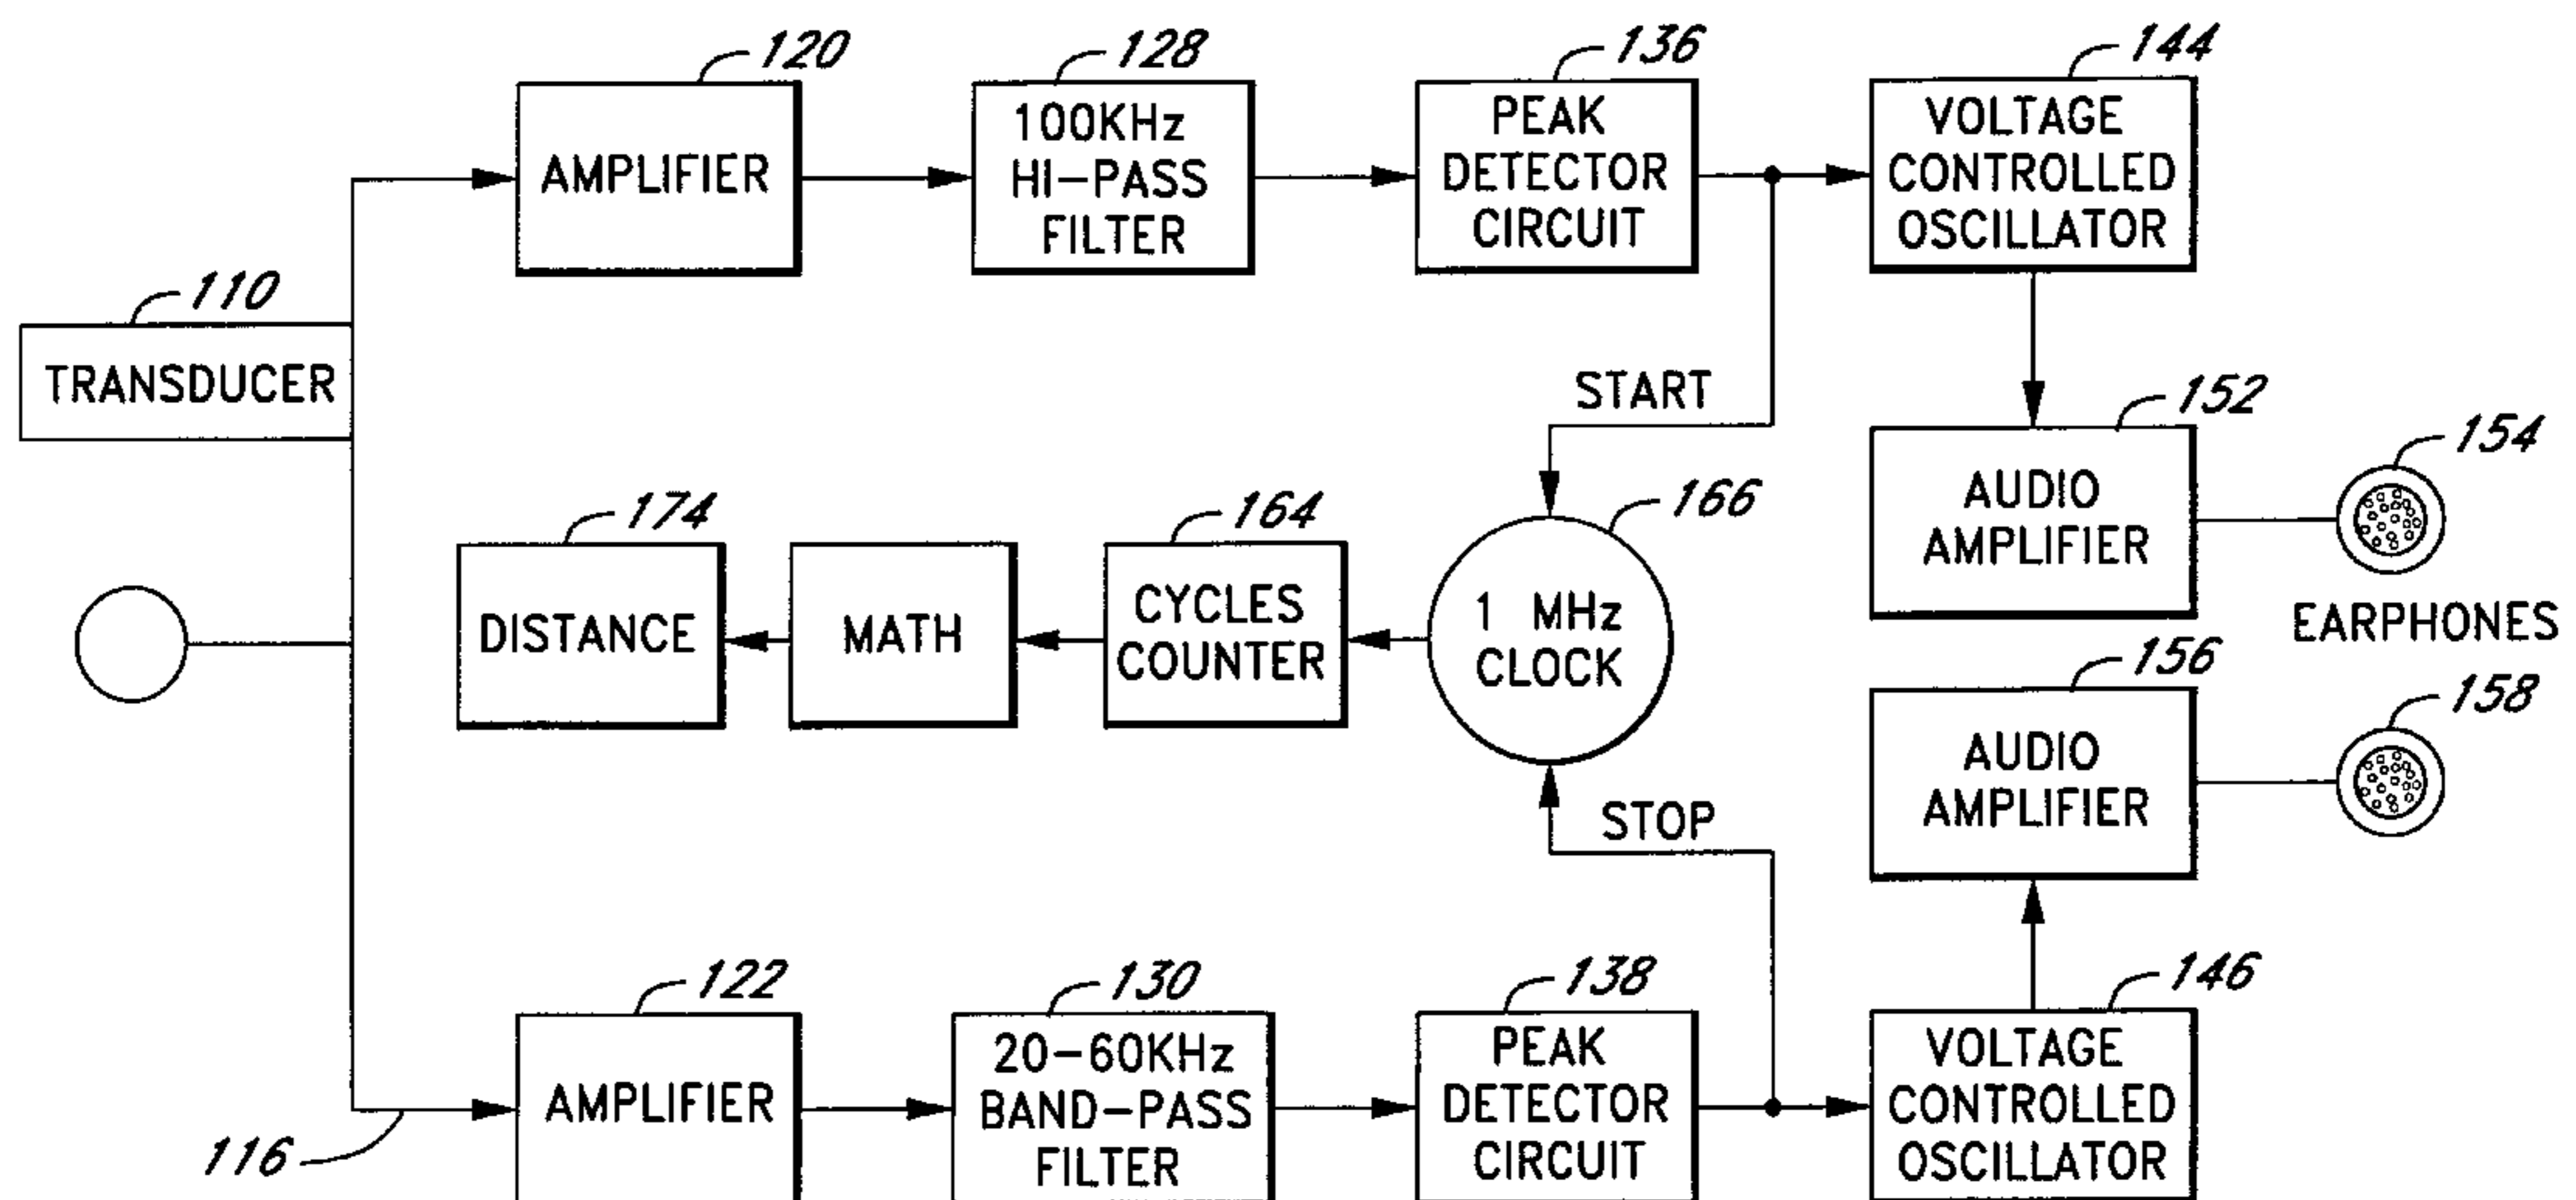 120
128
136
144
AMPLIFIER
100KHz
HI-PASS
FILTER
PEAK
DETECTOR
CIRCUIT
VOLTAGE
CONTROLLED
OSCILLATOR
110
TRANSDUCER
START
152
AUDIO
AMPLIFIER
154
174
DISTANCE
MATH
164
CYCLES
COUNTER
166
1 MHz
CLOCK
EARPHONES
156
AUDIO
AMPLIFIER
158
STOP
122
AMPLIFIER
130
20-60KHz
BAND-PASS
FILTER
138
PEAK
DETECTOR
CIRCUIT
146
VOLTAGE
CONTROLLED
OSCILLATOR
116